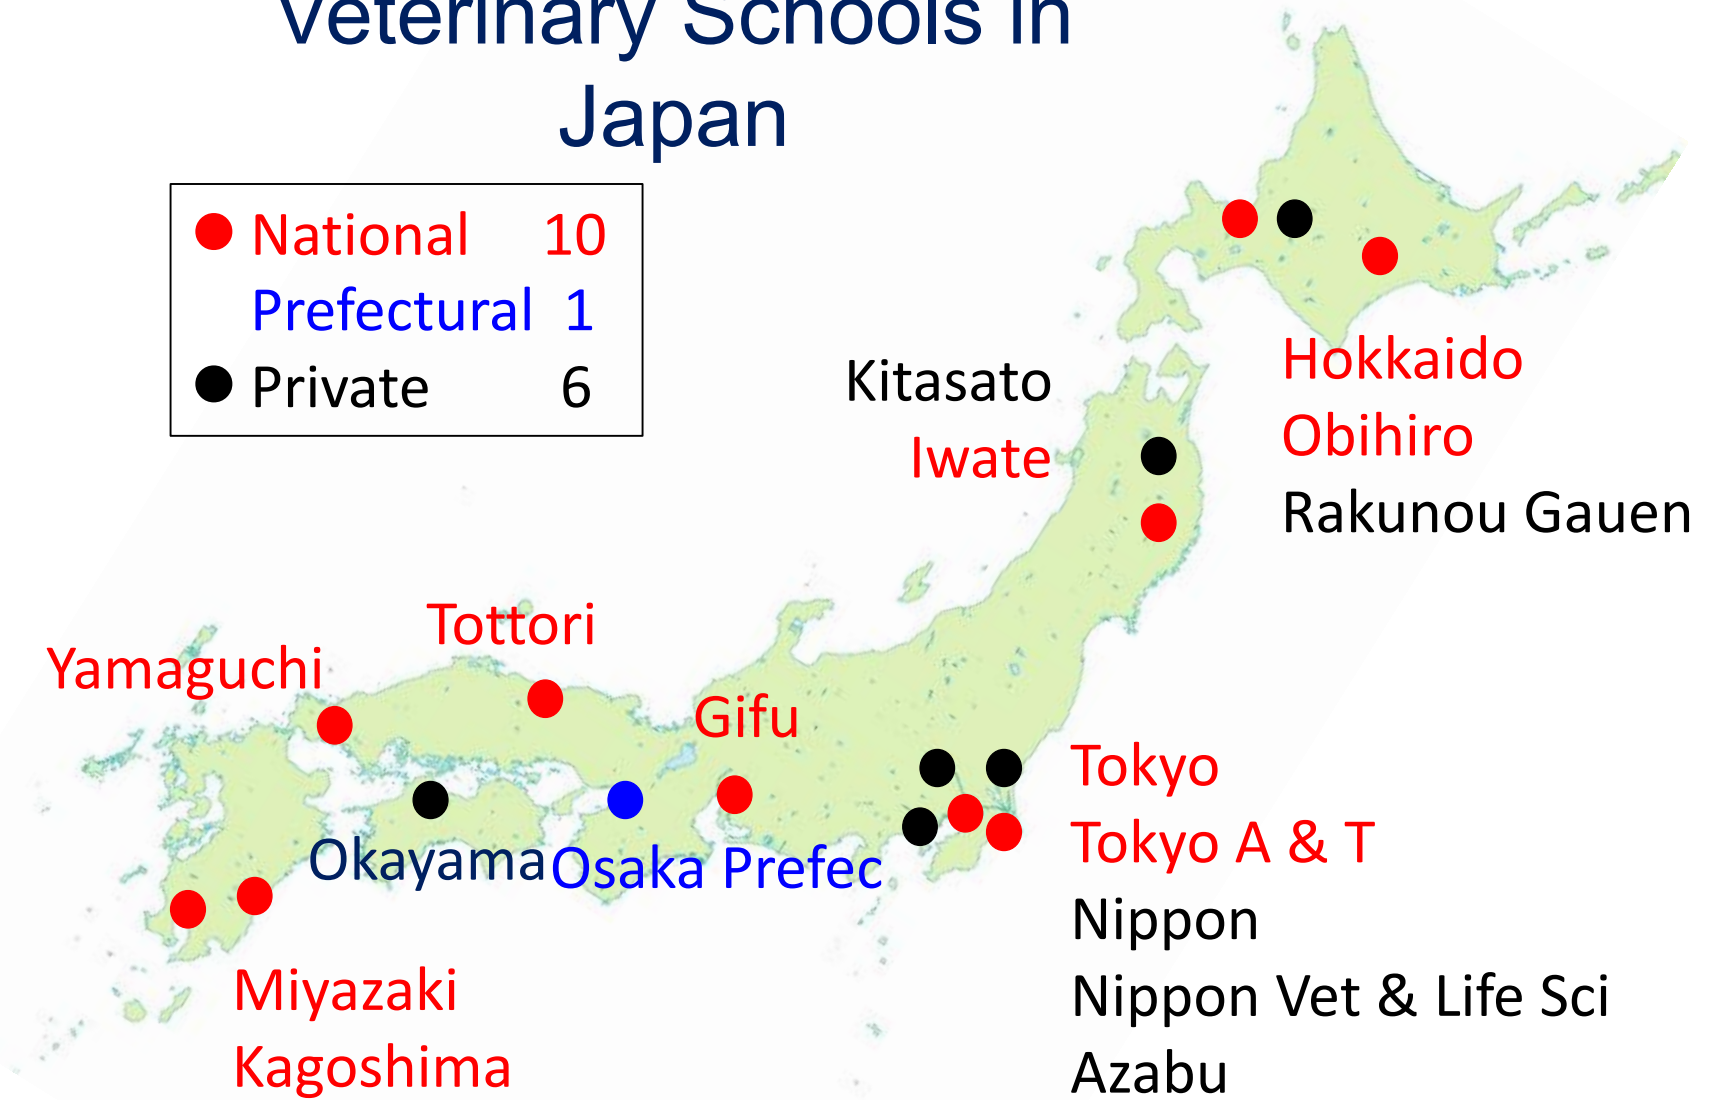 Veterinary Schools in
Japan
National 10
Prefectural 1
Private 6
Kitasato
Iwate
Hokkaido
Obihiro
Rakunou Gauen
Tottori
Yamaguchi
Gifu
Okayama
Osaka Prefec
Tokyo
Tokyo A & T
Nippon
Nippon Vet & Life Sci
Azabu
Miyazaki
Kagoshima